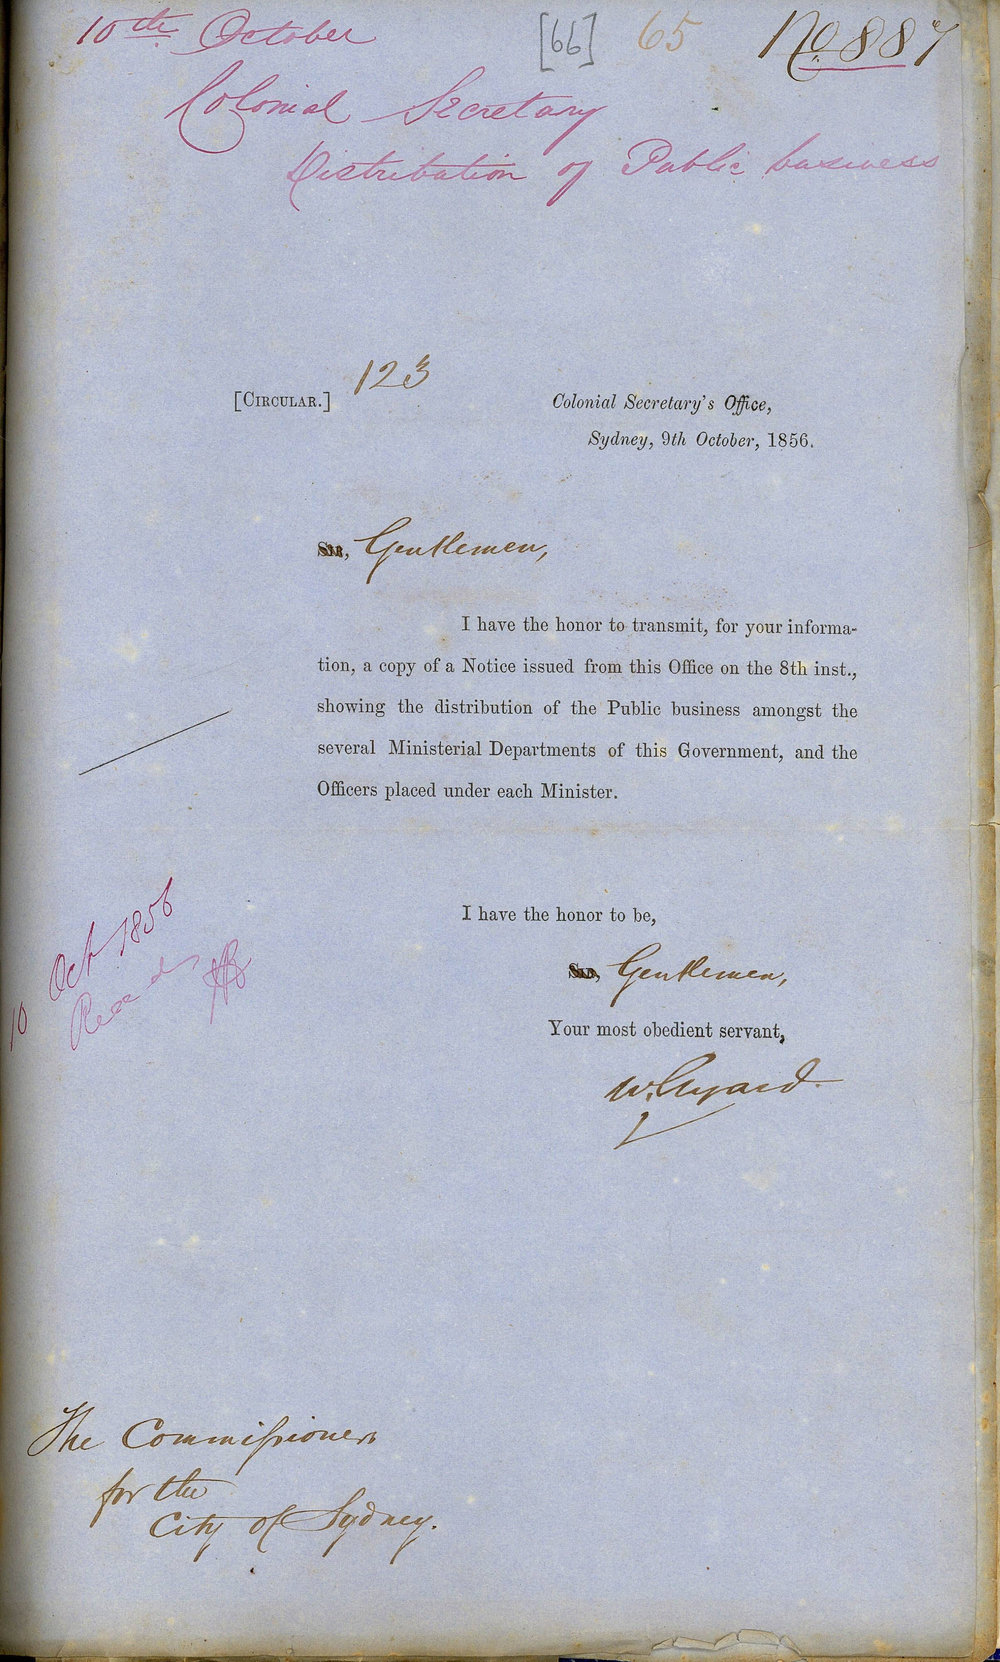 10th October [66] 65 No 887
Colonial Secretary
Distribution of Public business
123
[CIRCULAR.]
Colonial Secretary's Office,
Sydney, 9th October, 1856.
SIR, Gentlemen,
I have the honor to transmit, for your informa-
tion, a copy of a Notice issued from this Office on the 8th inst.,
showing the distribution of the Public business amongst the
several Ministerial Departments of this Government, and the
Officers placed under each Minister.
10 Oct 1856
I have the honor to be,
SIR, Gentlemen,
Your most obedient servant,
W. Elyard.
The Commissioners
for the
City of Sydney.